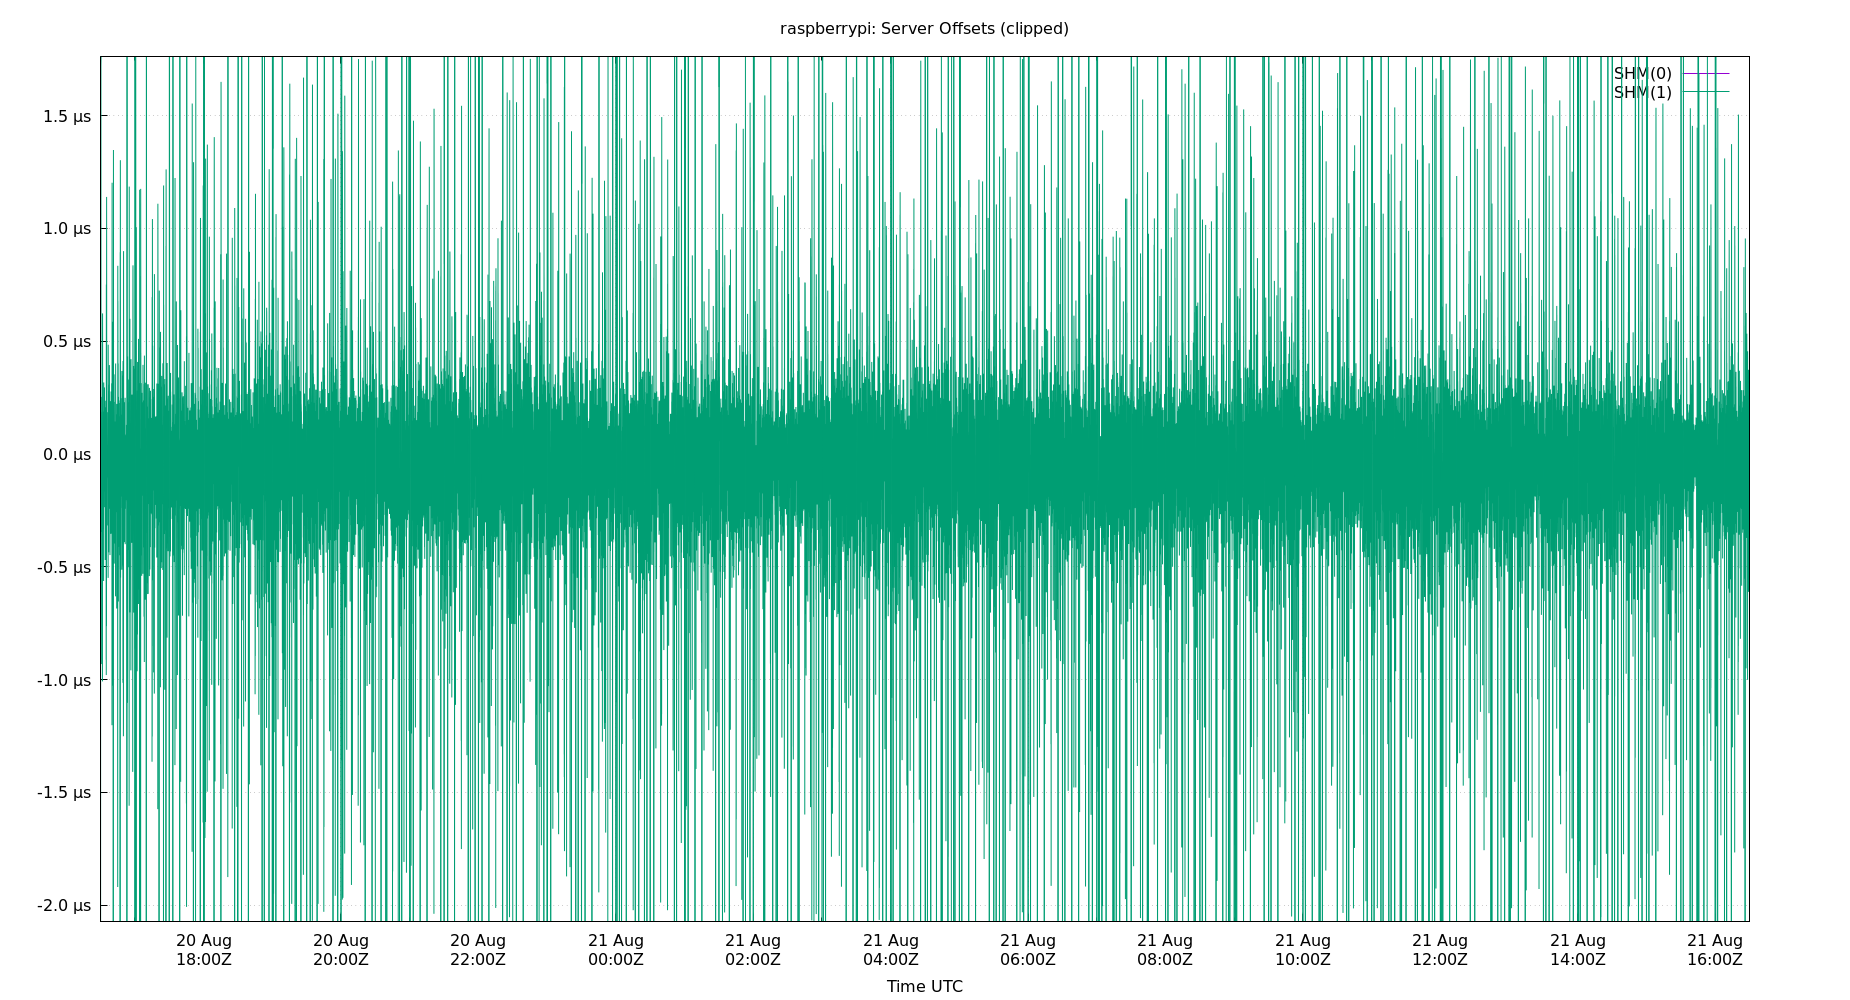 raspberrypi: Server Offsets (clipped)
SHM(0)
SHM(1)
1.5 µs
1.0 µs
0.5 µs
0.0 µs
-0.5 µs
-1.0 µs
-1.5 µs
-2.0 µs
20 Aug 20 Aug 20 Aug 21 Aug 21 Aug 21 Aug 21 Aug 21 Aug 21 Aug 21 Aug 21 Aug 21 Aug
18:00Z 20:00Z 22:00Z 00:00Z 02:00Z 04:00Z 06:00Z 08:00Z 10:00Z 12:00Z 14:00Z 16:00Z
Time UTC